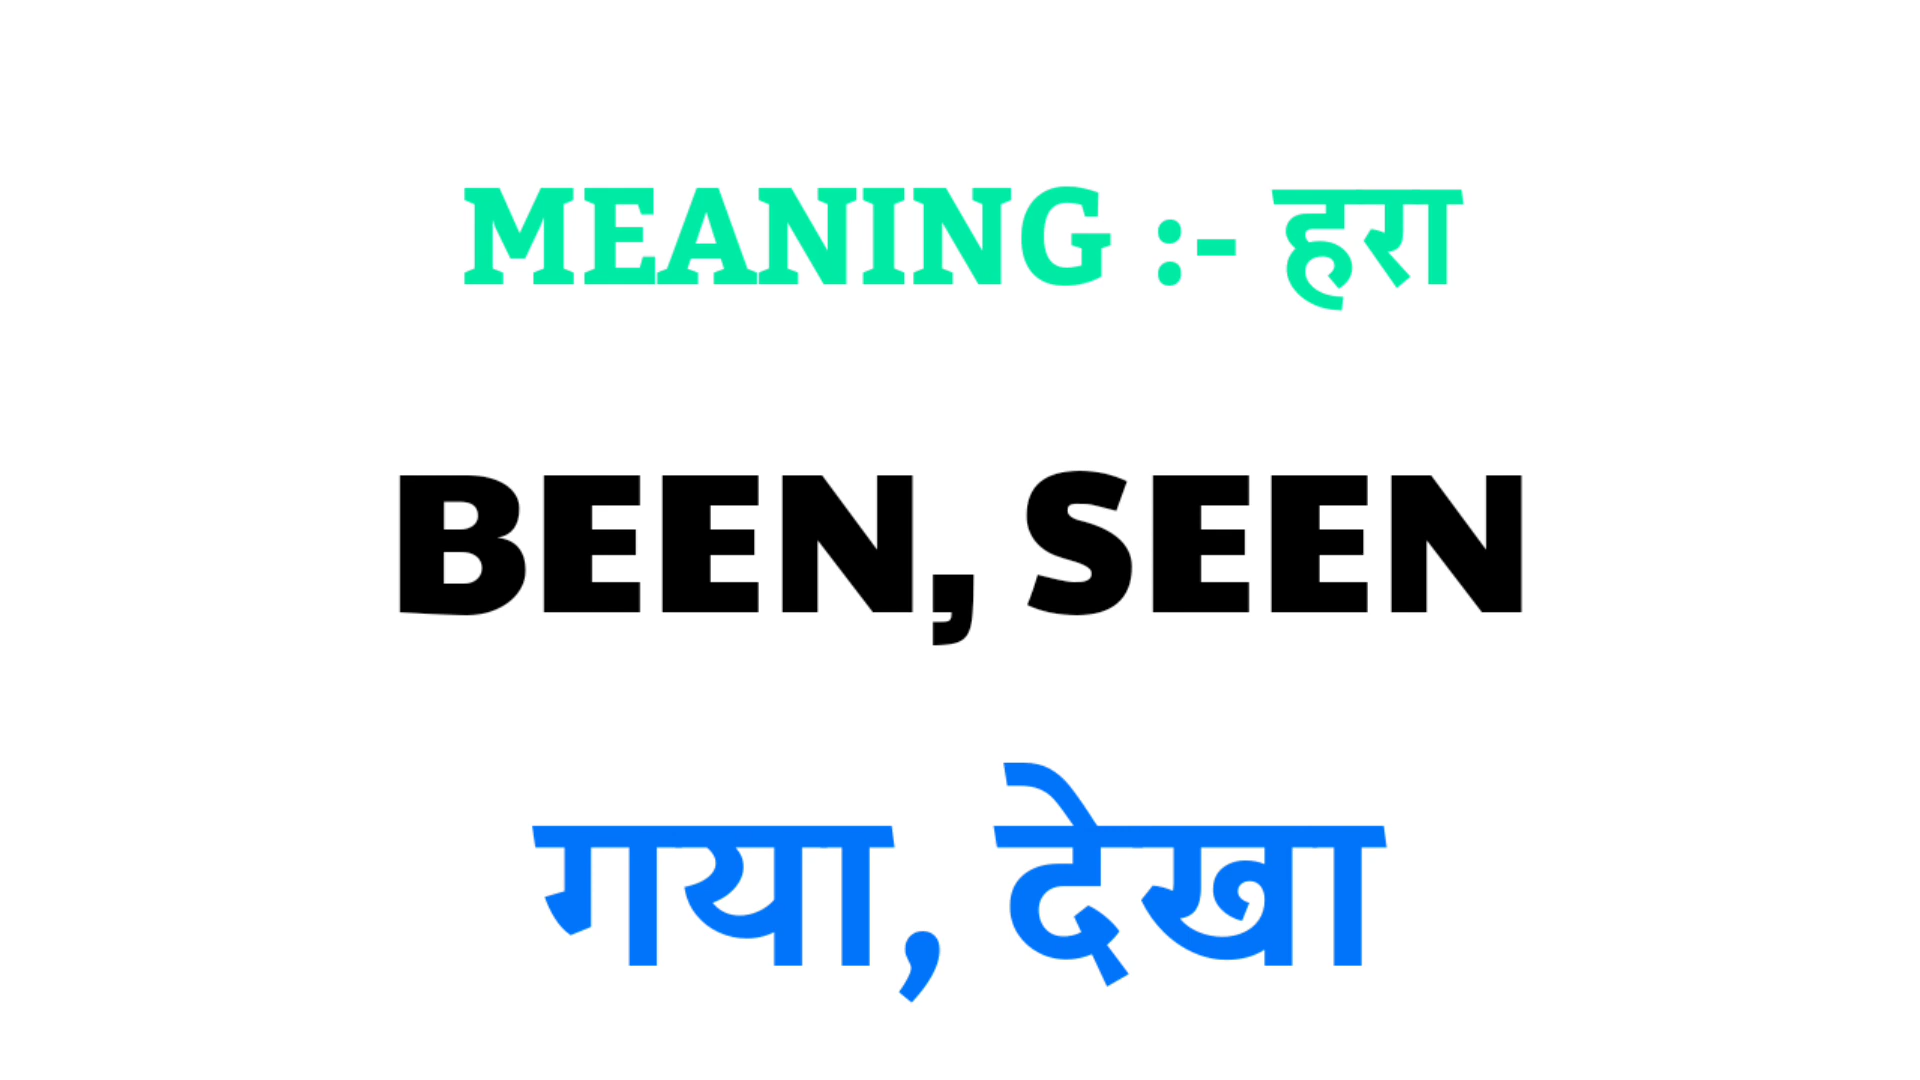 MEANING :- हरा
BEEN, SEEN
गया, देखा